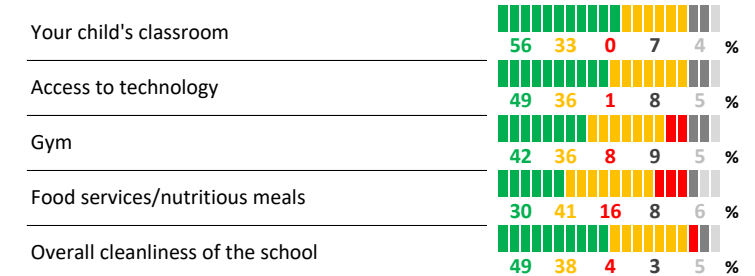 Your child's classroom
56 33 0 7 4 %
Access to technology
49 36 1 8 5 %
Gym
42 36 8 9 5 %
Food services/nutritious meals
30 41 16 8 6 %
Overall cleanliness of the school
49 38 4 3 5 %